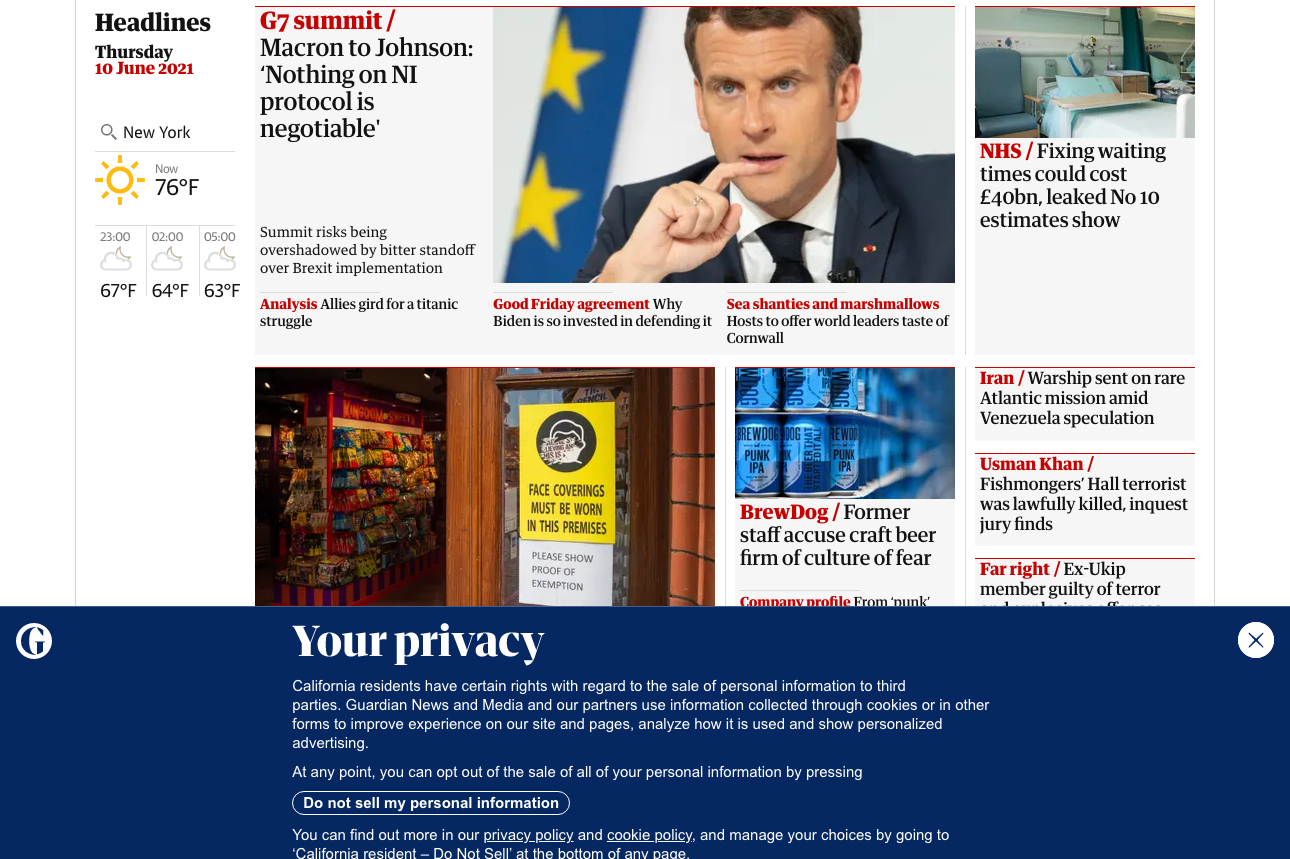 Headlines
Thursday
10 June 2021
New York
Now
76°F
23:00
02:00
05:00
67°F
64°F
63°F
G7 summit /
Macron to Johnson:
‘Nothing on NI
protocol is
negotiable'
Summit risks being
overshadowed by bitter standoff
over Brexit implementation
Analysis Allies gird for a titanic
struggle
Good Friday agreement Why
Biden is so invested in defending it
Sea shanties and marshmallows
Hosts to offer world leaders taste of
Cornwall
NHS / Fixing waiting
times could cost
£40bn, leaked No 10
estimates show
KINGDOM of SWEETS
FACE COVERINGS
MUST BE WORN
IN THIS PREMISES
PLEASE SHOW
PROOF OF
EXEMPTION
BREWDOG
PUNK
IPA
PUNK
IPA
BrewDog / Former
staff accuse craft beer
firm of culture of fear
Company profile From ‘punk’
Iran / Warship sent on rare
Atlantic mission amid
Venezuela speculation
Usman Khan /
Fishmongers’ Hall terrorist
was lawfully killed, inquest
jury finds
Far right / Ex-Ukip
member guilty of terror
and explosives offences
Your privacy
California residents have certain rights with regard to the sale of personal information to third
parties. Guardian News and Media and our partners use information collected through cookies or in other
forms to improve experience on our site and pages, analyze how it is used and show personalized
advertising.
At any point, you can opt out of the sale of all of your personal information by pressing
Do not sell my personal information
You can find out more in our privacy policy and cookie policy, and manage your choices by going to
‘California resident – Do Not Sell’ at the bottom of any page.